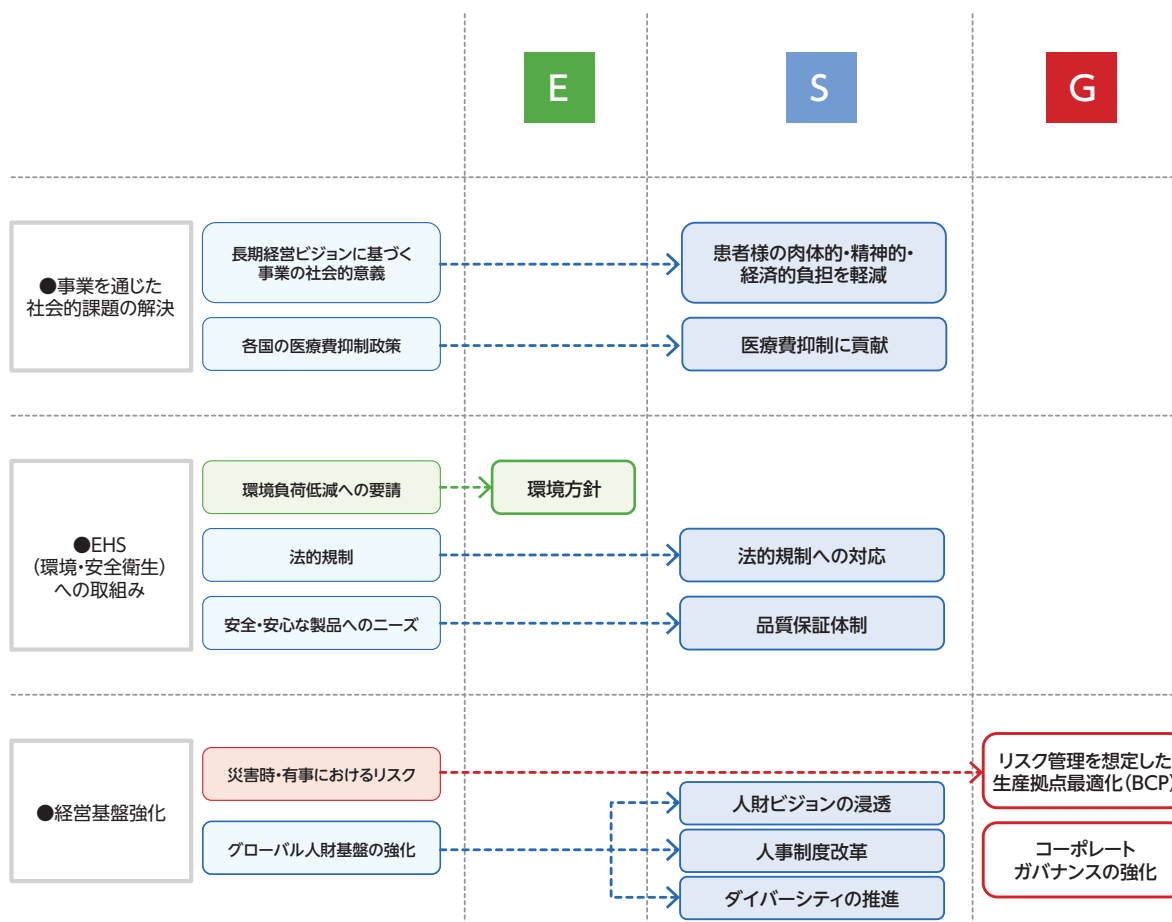 E
S
G
●事業を通じた
社会的課題の解決
長期経営ビジョンに基づく
事業の社会的意義
患者様の肉体的・精神的・
経済的負担を軽減
各国の医療費抑制政策
医療費抑制に貢献
●EHS
(環境・安全衛生)
への取組み
環境負荷低減への要請
環境方針
法的規制
法的規制への対応
安全・安心な製品へのニーズ
品質保証体制
●経営基盤強化
災害時・有事におけるリスク
リスク管理を想定した
生産拠点最適化(BCP)
グローバル人財基盤の強化
人財ビジョンの浸透
人事制度改革
ダイバーシティの推進
コーポレート
ガバナンスの強化